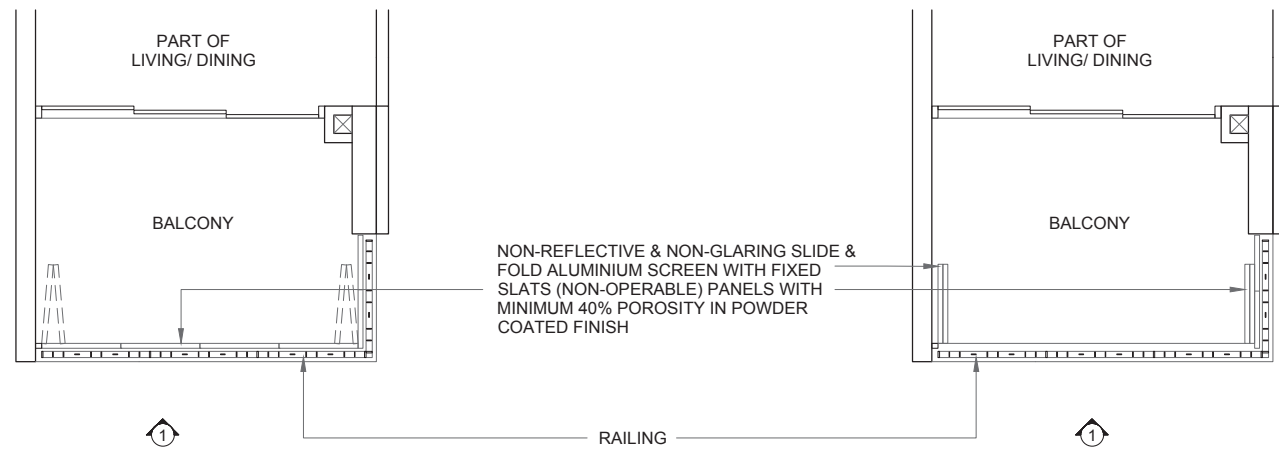 PART OF
LIVING/ DINING
PART OF
LIVING/ DINING
BALCONY
BALCONY
NON-REFLECTIVE & NON-GLARING SLIDE &
FOLD ALUMINIUM SCREEN WITH FIXED
SLATS (NON-OPERABLE) PANELS WITH
MINIMUM 40% POROSITY IN POWDER
COATED FINISH
1
RAILING
1